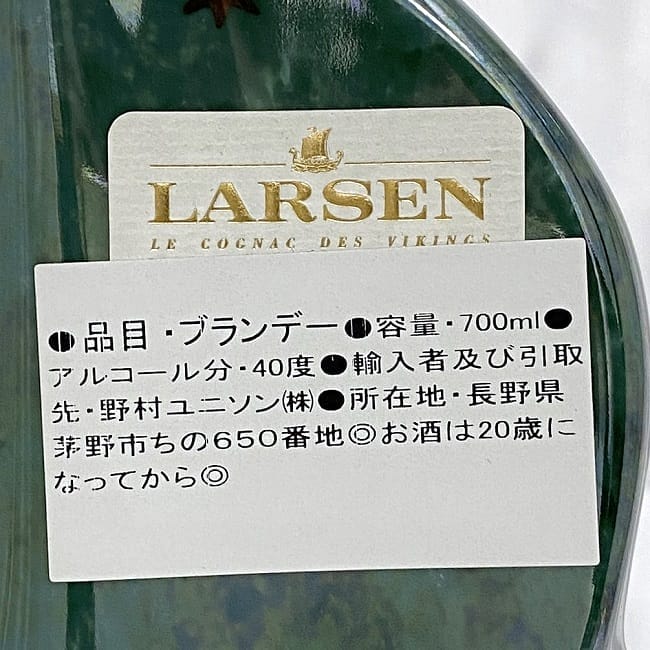 LARSEN
LE COGNAC DES VIKINGS
●品目・ブランデー●容量・700ml●
アルコール分・40度●輸入者及び引取
先・野村ユニソン㈱●所在地・長野県
茅野市ちの650番地◎お酒は20歳に
なってから◎